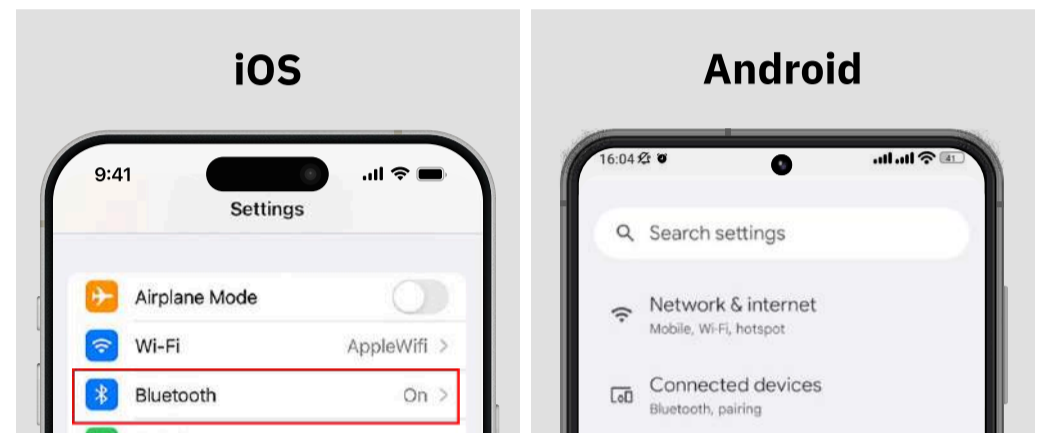 iOS
9:41
Settings
Airplane Mode
Wi-Fi AppleWifi
Bluetooth On
Android
16:04 41
Search settings
Network & internet
Mobile, Wi-Fi, hotspot
Connected devices
Bluetooth, pairing